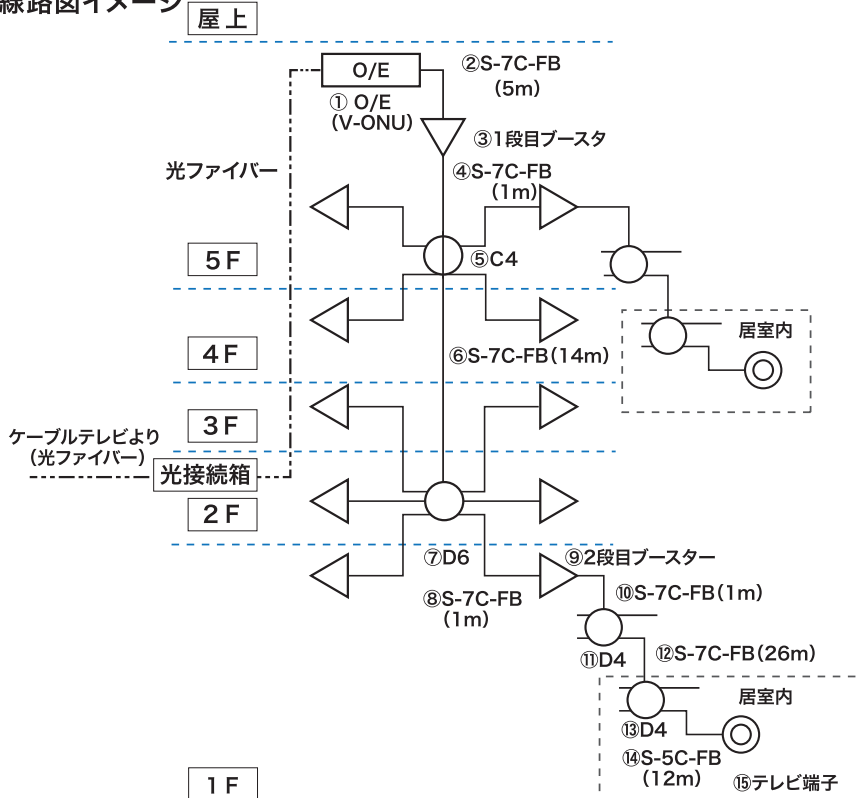 線路図イメージ
屋上
O/E
① O/E
(V-ONU)
②S-7C-FB
(5m)
③1段目ブースタ
④S-7C-FB
(1m)
光ファイバー
5F
⑤C4
4F
⑥S-7C-FB(14m)
居室内
3F
ケーブルテレビより
(光ファイバー)
光接続箱
2F
⑦D6
⑧S-7C-FB
(1m)
⑨2段目ブースター
⑩S-7C-FB(1m)
⑪D4
⑫S-7C-FB(26m)
居室内
⑬D4
⑭S-5C-FB
(12m)
⑮テレビ端子
1F